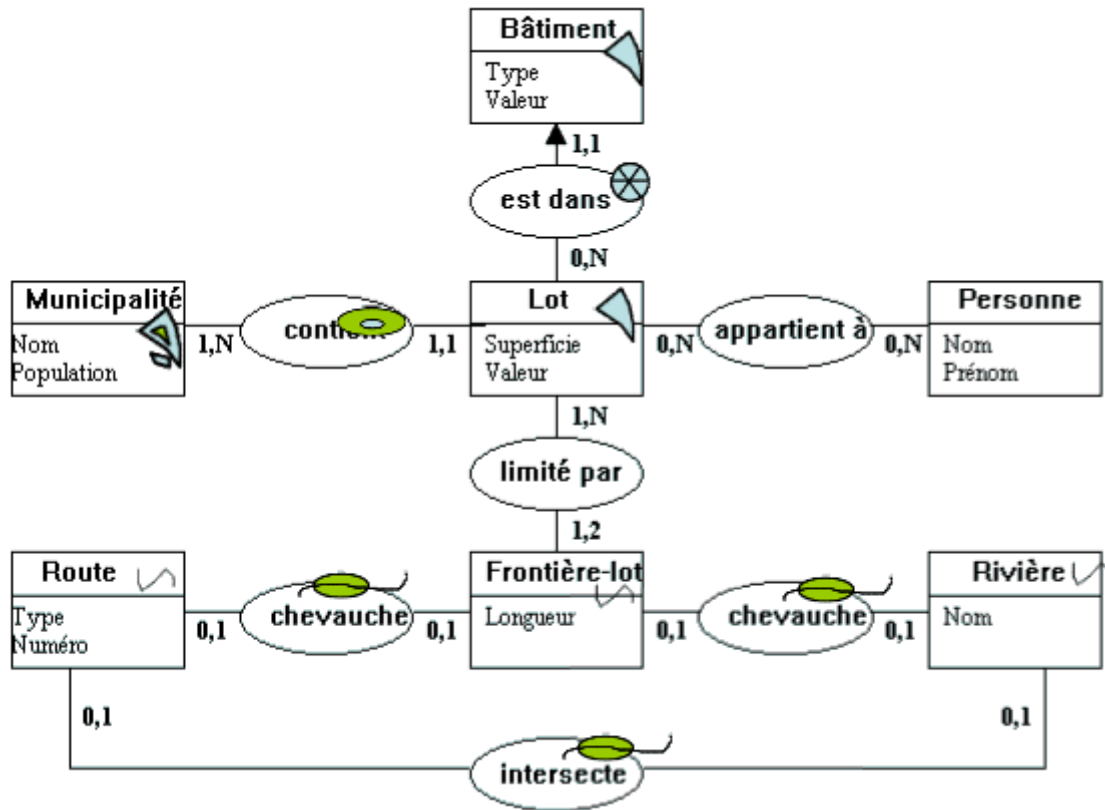 Bâtiment
Type
Valeur
1,1
est dans
0,N
Municipalité
Nom
Population
1,N
contient
1,1
Lot
Superficie
Valeur
0,N
appartient à
0,N
Personne
Nom
Prénom
1,N
limité par
1,2
Route
Type
Numéro
0,1
chevauche
0,1
Frontière-lot
Longueur
0,1
chevauche
0,1
Rivière
Nom
0,1
0,1
intersecte